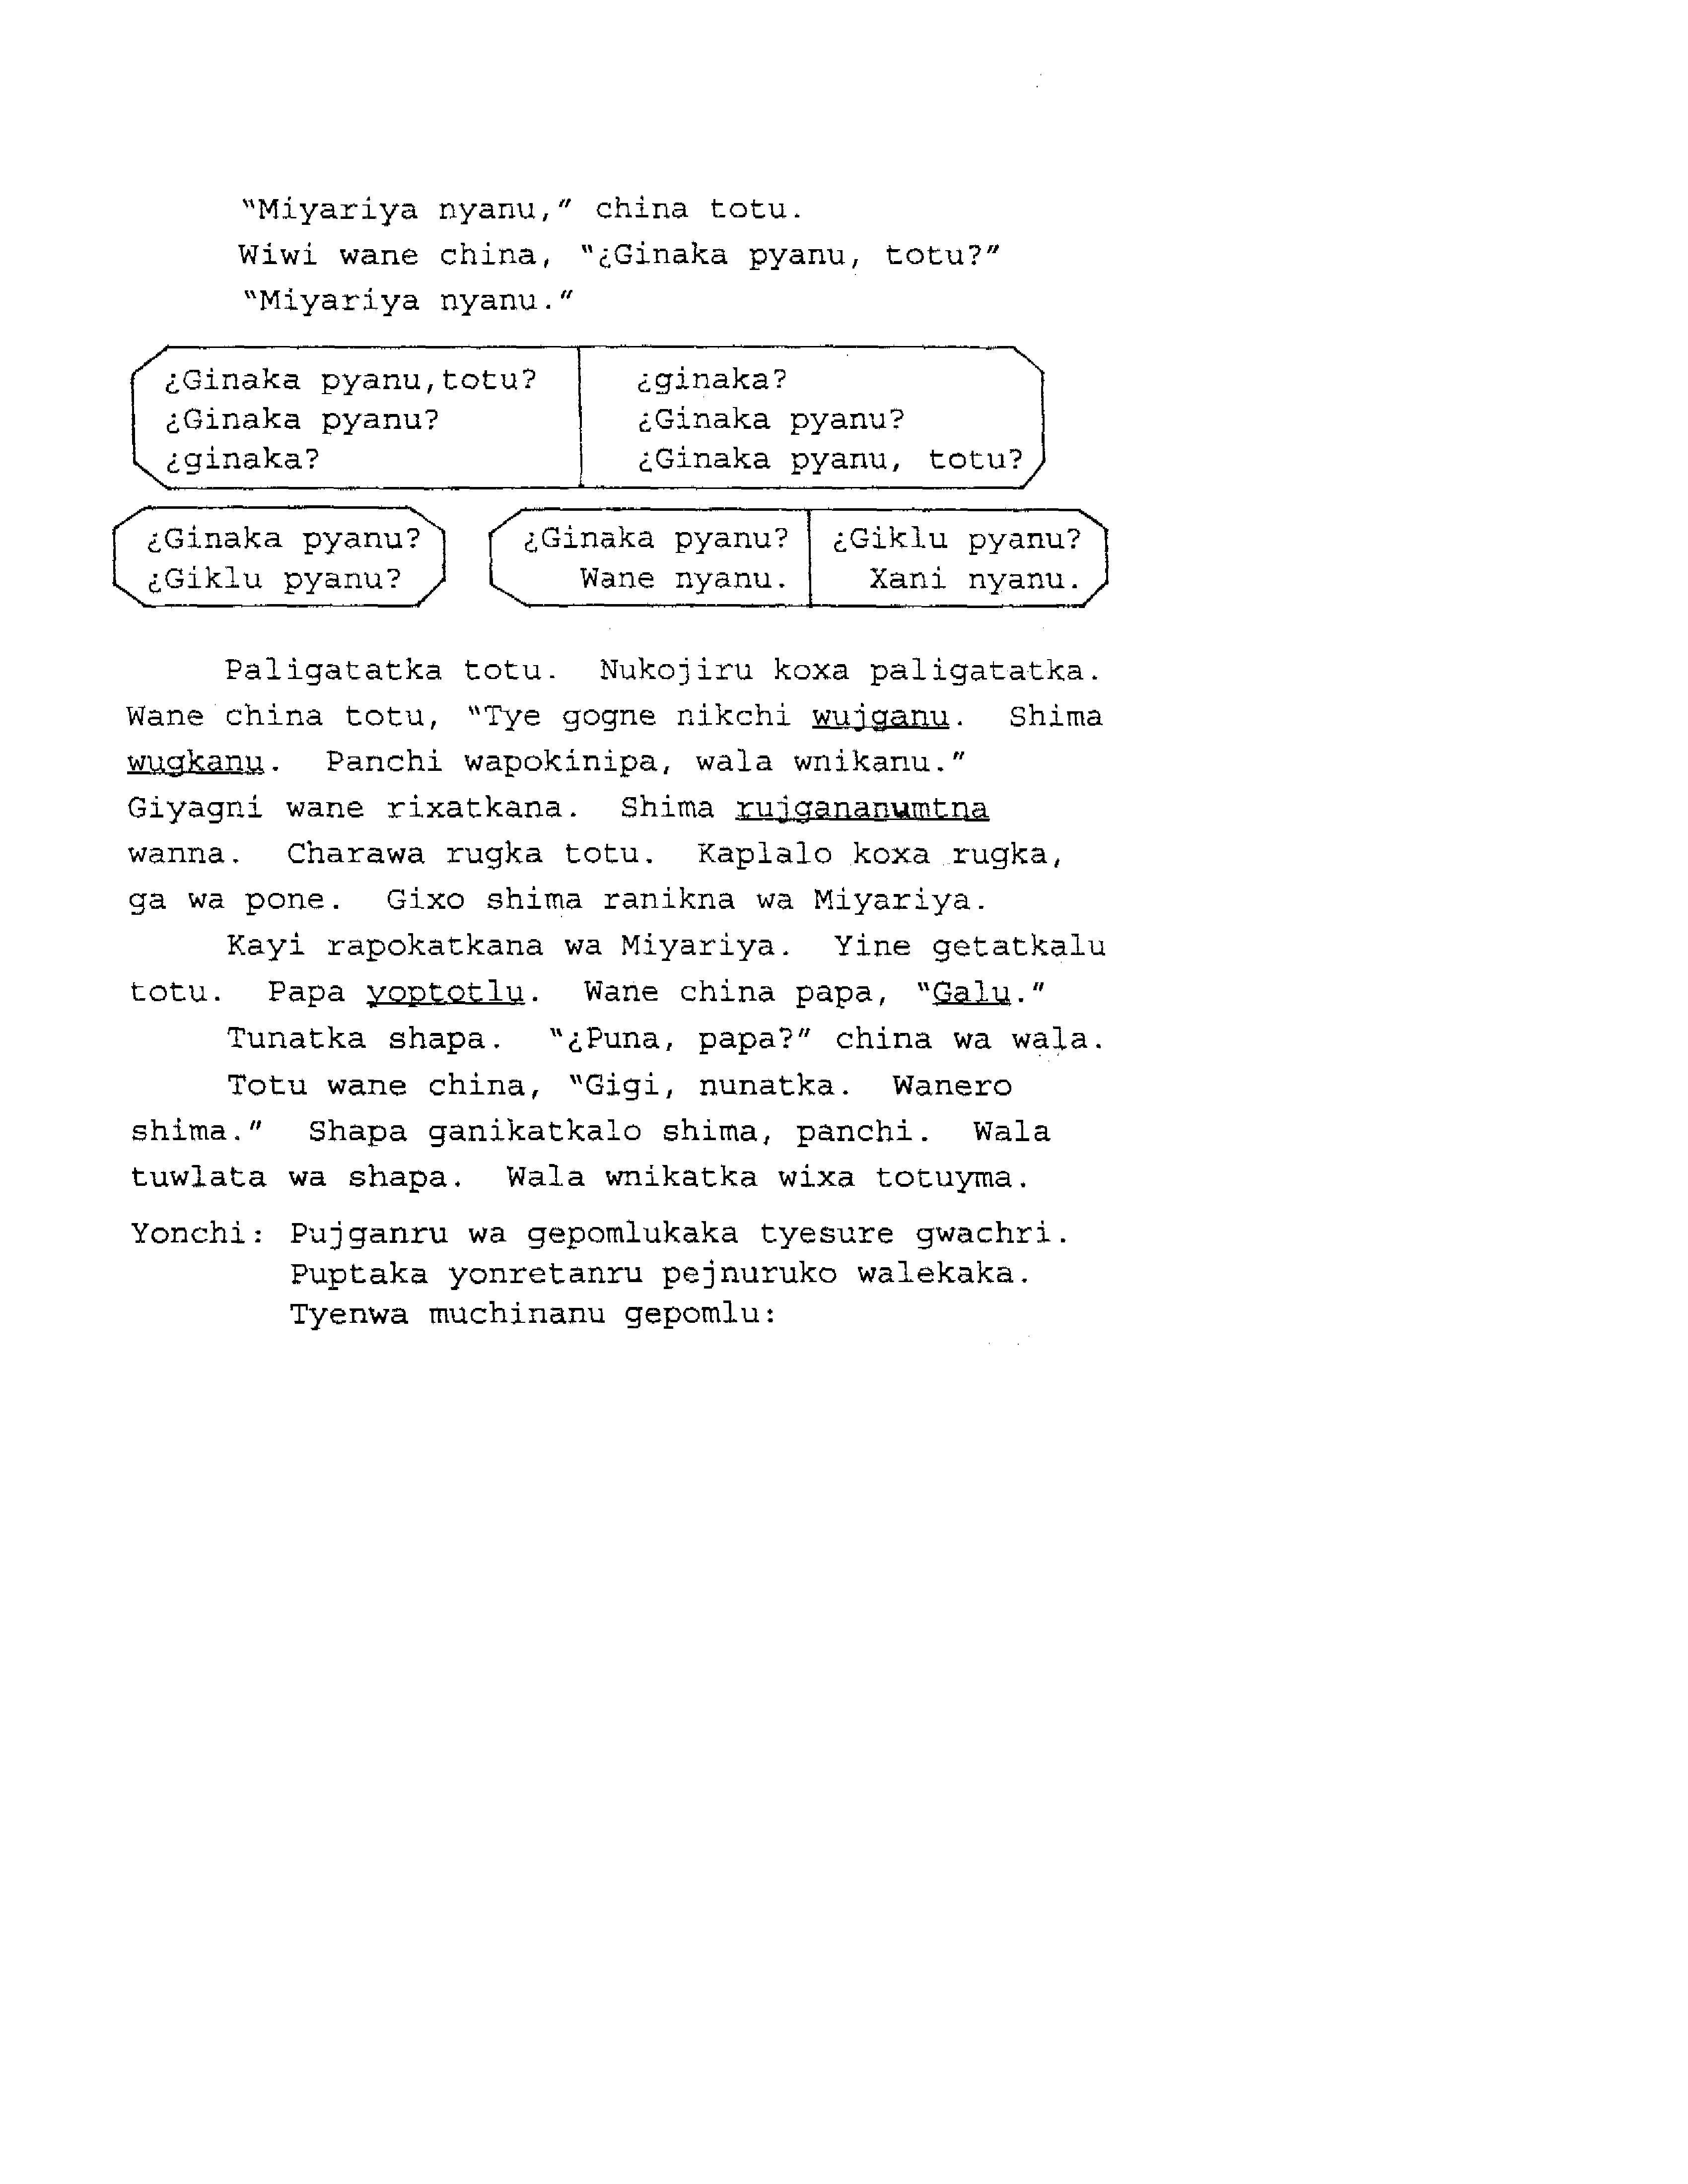 "Miyariya nyanu," china totu.
Wiwi wane china, "¿Ginaka pyanu, totu?"
"Miyariya nyanu."
¿Ginaka pyanu,totu?
¿Ginaka pyanu?
¿ginaka?
¿ginaka?
¿Ginaka pyanu?
¿Ginaka pyanu, totu?
¿Ginaka pyanu?
¿Giklu pyanu?
¿Ginaka pyanu?
Wane nyanu.
¿Giklu pyanu?
Xani nyanu.
Paligatatka totu. Nukojiru koxa paligatatka.
Wane china totu, "Tye gogne nikchi wujganu. Shima
wugkanu. Panchi wapokinipa, wala wnikanu."
Giyagni wane rixatkana. Shima rujgananumtna
wanna. Charawa rugka totu. Kaplalo koxa rugka,
ga wa pone. Gixo shima ranikna wa Miyariya.
Kayi rapokatkana wa Miyariya. Yine getatkalu
totu. Papa yoptotlu. Wane china papa, "Galu."
Tunatka shapa. "¿Puna, papa?" china wa wala.
Totu wane china, "Gigi, nunatka. Wanero
shima." Shapa ganikatkalo shima, panchi. Wala
tuwlata wa shapa. Wala wnikatka wixa totuyma.
Yonchi: Pujganru wa gepomlukaka tyesure gwachri.
Puptaka yonretanru pejnuruko walekaka.
Tyenwa muchinanu gepomlu: